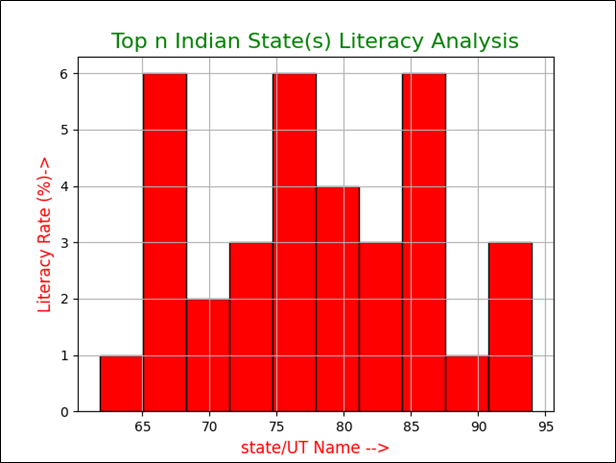 Top n Indian State(s) Literacy Analysis
6
5
4
3
2
1
0
Literacy Rate (%)->
65 70 75 80 85 90 95
state/UT Name -->